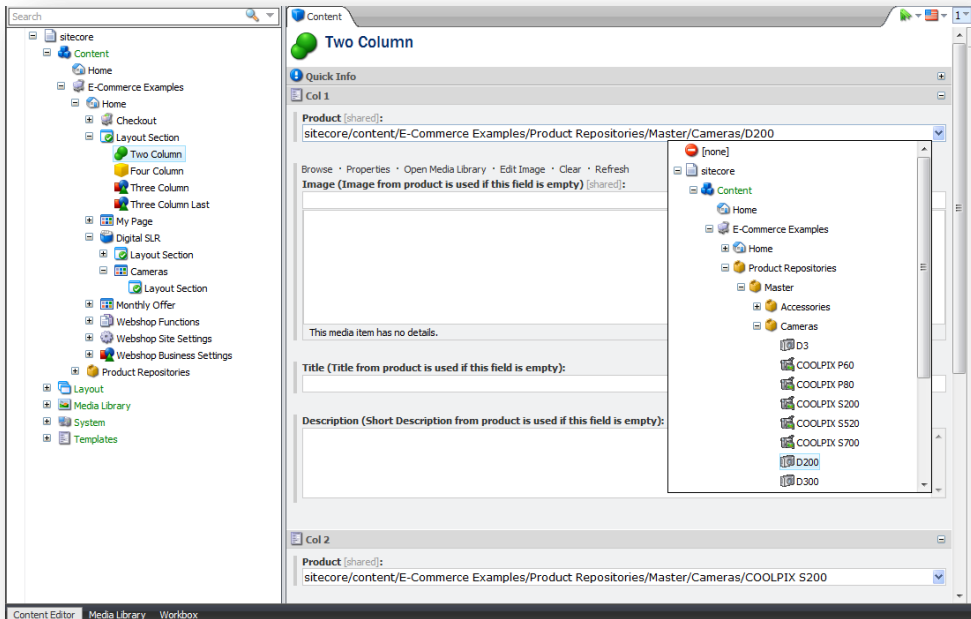 Search
sitecore
Content
Home
E-Commerce Examples
Home
Checkout
Layout Section
Two Column
Four Column
Three Column
Three Column Last
My Page
Digital SLR
Layout Section
Cameras
Layout Section
Monthly Offer
Webshop Functions
Webshop Site Settings
Webshop Business Settings
Product Repositories
Layout
Media Library
System
Templates
Content
1
Two Column
Quick Info
Col 1
Product [shared]:
sitecore/content/E-Commerce Examples/Product Repositories/Master/Cameras/D200
Browse · Properties · Open Media Library · Edit Image · Clear · Refresh
Image (Image from product is used if this field is empty) [shared]:
This media item has no details.
Title (Title from product is used if this field is empty):
Description (Short Description from product is used if this field is empty):
[none]
sitecore
Content
Home
E-Commerce Examples
Home
Product Repositories
Master
Accessories
Cameras
D3
COOLPIX P60
COOLPIX P80
COOLPIX S200
COOLPIX S520
COOLPIX S700
D200
D300
Col 2
Product [shared]:
sitecore/content/E-Commerce Examples/Product Repositories/Master/Cameras/COOLPIX S200
Content Editor Media Library Workbox